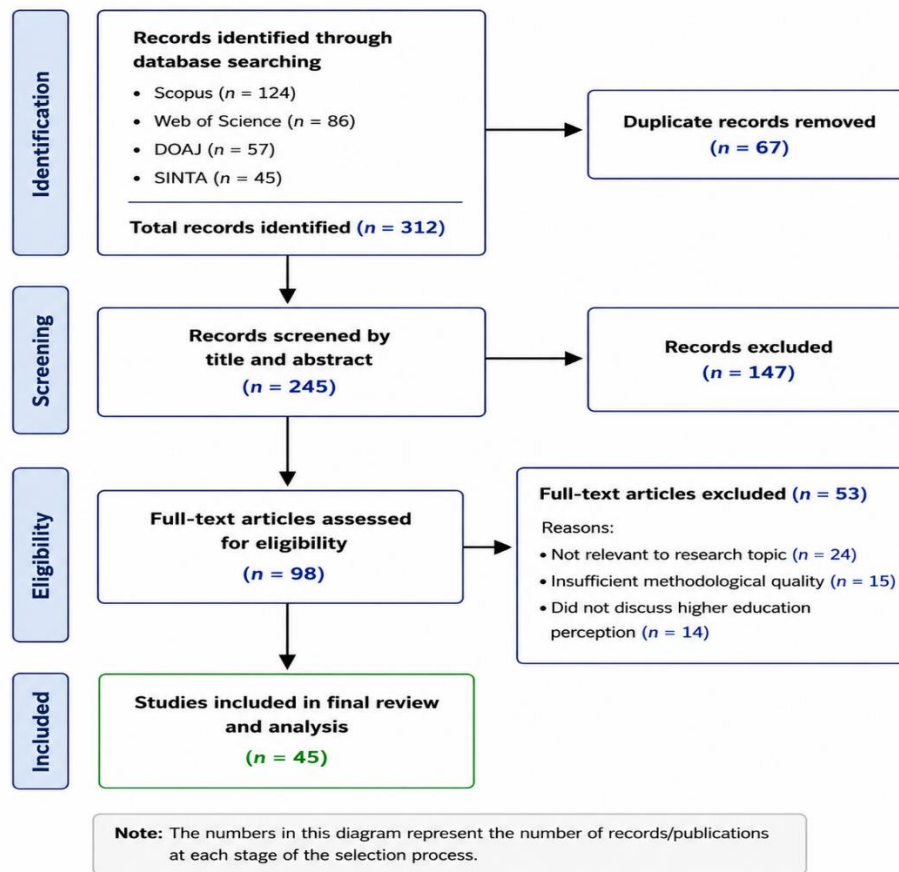 Identification
Records identified through
database searching
• Scopus (n = 124)
• Web of Science (n = 86)
• DOAJ (n = 57)
• SINTA (n = 45)
Total records identified (n = 312)
Duplicate records removed
(n = 67)
Screening
Records screened by
title and abstract
(n = 245)
Records excluded
(n = 147)
Eligibility
Full-text articles assessed
for eligibility
(n = 98)
Full-text articles excluded (n = 53)
Reasons:
• Not relevant to research topic (n = 24)
• Insufficient methodological quality (n = 15)
• Did not discuss higher education
perception (n = 14)
Included
Studies included in final review
and analysis
(n = 45)
Note: The numbers in this diagram represent the number of records/publications
at each stage of the selection process.